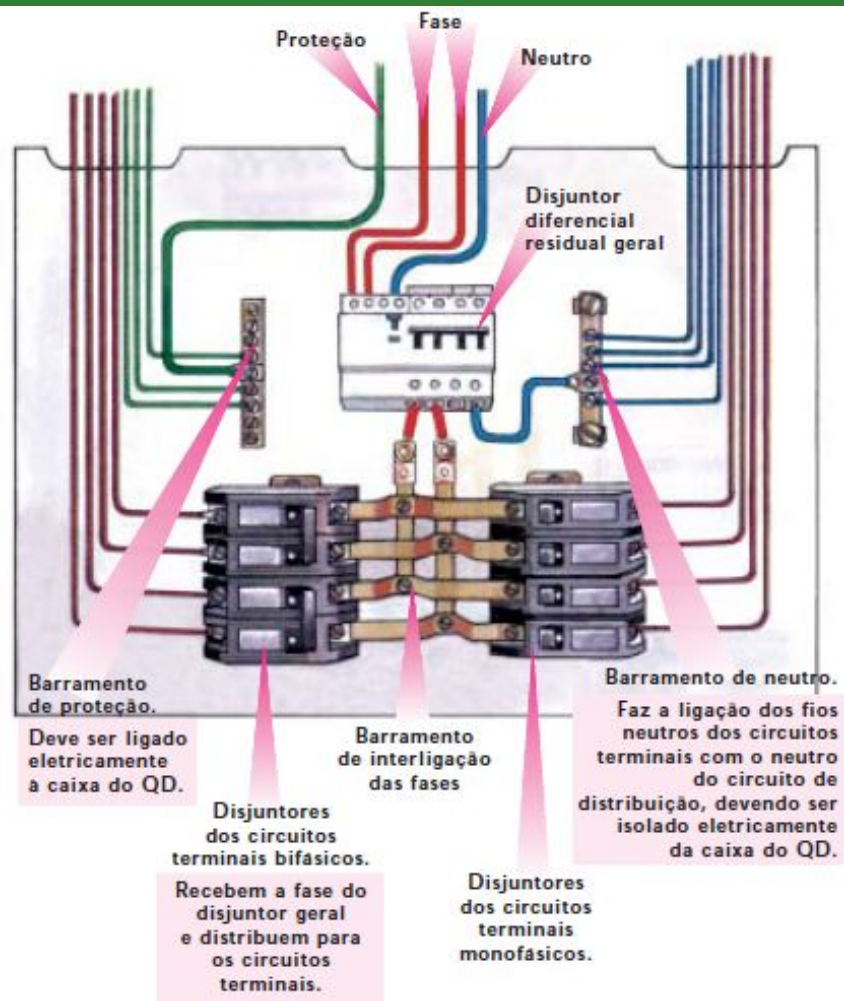 Fase
Proteção
Neutro
Disjuntor
diferencial
residual geral
Barramento
de proteção.
Deve ser ligado
eletricamente
à caixa do QD.
Disjuntores
dos circuitos
terminais bifásicos.
Recebem a fase do
disjuntor geral
e distribuem para
os circuitos
terminais.
Barramento
de interligação
das fases
Disjuntores
dos circuitos
terminais
monofásicos.
Barramento de neutro.
Faz a ligação dos fios
neutros dos circuitos
terminais com o neutro
do circuito de
distribuição, devendo ser
isolado eletricamente
da caixa do QD.